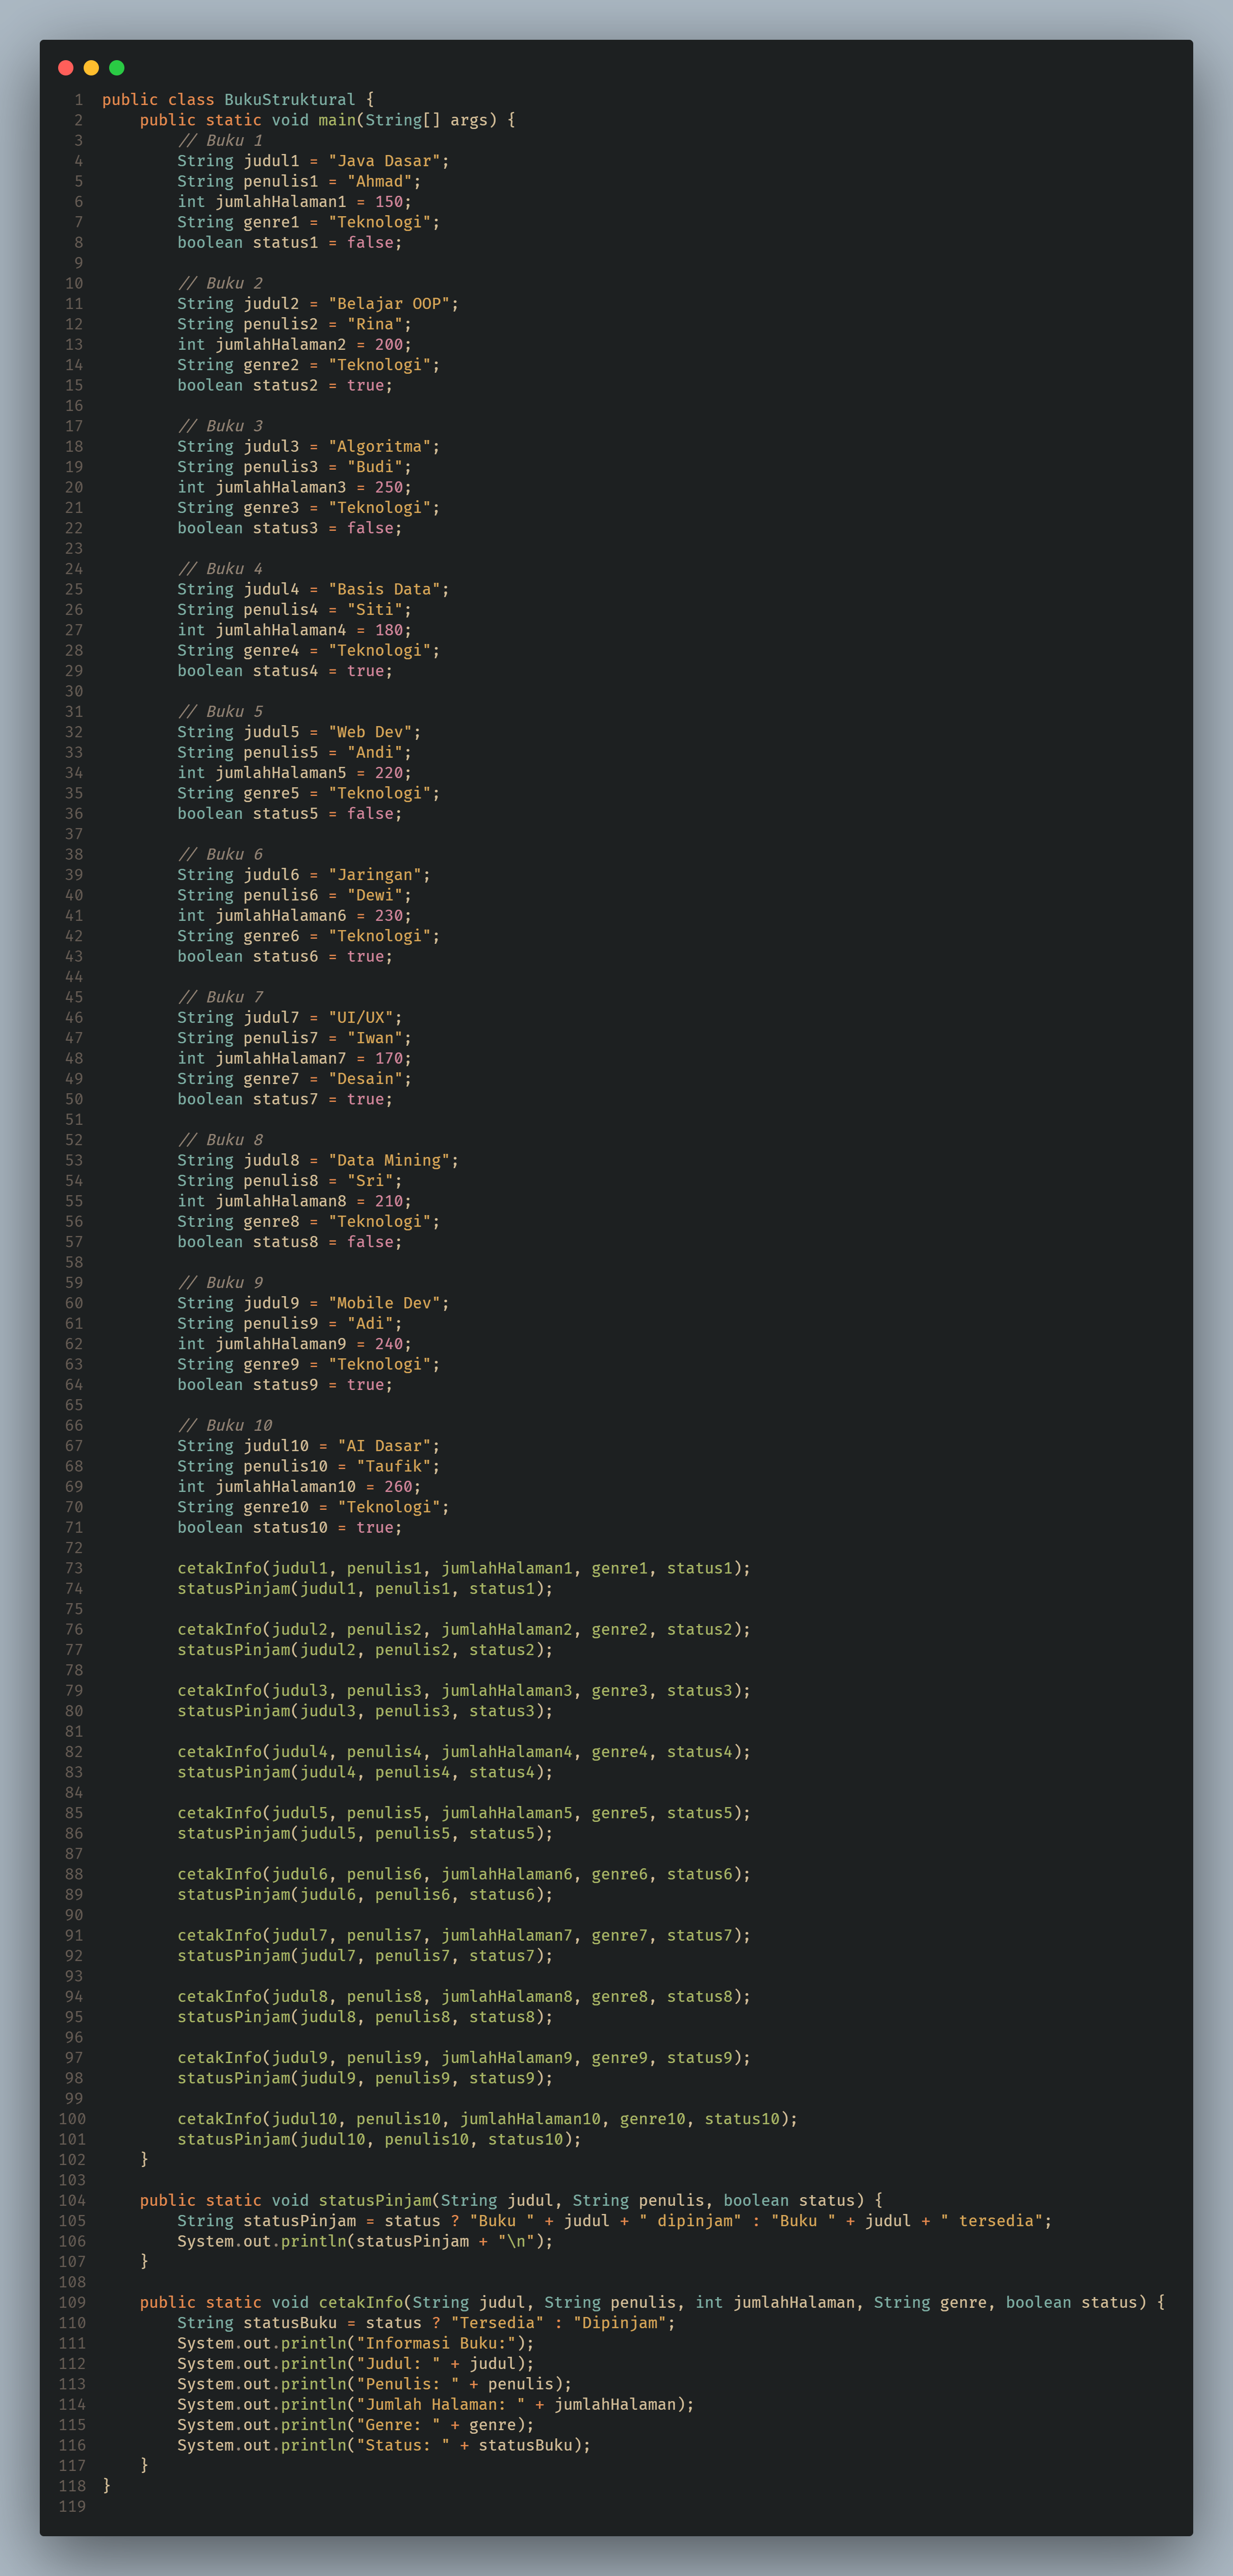 1 public class BukuStruktural {
2     public static void main(String[] args) {
3         // Buku 1
4         String judul1 = "Java Dasar";
5         String penulis1 = "Ahmad";
6         int jumlahHalaman1 = 150;
7         String genre1 = "Teknologi";
8         boolean status1 = false;
9
10         // Buku 2
11         String judul2 = "Belajar OOP";
12         String penulis2 = "Rina";
13         int jumlahHalaman2 = 200;
14         String genre2 = "Teknologi";
15         boolean status2 = true;
16
17         // Buku 3
18         String judul3 = "Algoritma";
19         String penulis3 = "Budi";
20         int jumlahHalaman3 = 250;
21         String genre3 = "Teknologi";
22         boolean status3 = false;
23
24         // Buku 4
25         String judul4 = "Basis Data";
26         String penulis4 = "Siti";
27         int jumlahHalaman4 = 180;
28         String genre4 = "Teknologi";
29         boolean status4 = true;
30
31         // Buku 5
32         String judul5 = "Web Dev";
33         String penulis5 = "Andi";
34         int jumlahHalaman5 = 220;
35         String genre5 = "Teknologi";
36         boolean status5 = false;
37
38         // Buku 6
39         String judul6 = "Jaringan";
40         String penulis6 = "Dewi";
41         int jumlahHalaman6 = 230;
42         String genre6 = "Teknologi";
43         boolean status6 = true;
44
45         // Buku 7
46         String judul7 = "UI/UX";
47         String penulis7 = "Iwan";
48         int jumlahHalaman7 = 170;
49         String genre7 = "Desain";
50         boolean status7 = true;
51
52         // Buku 8
53         String judul8 = "Data Mining";
54         String penulis8 = "Sri";
55         int jumlahHalaman8 = 210;
56         String genre8 = "Teknologi";
57         boolean status8 = false;
58
59         // Buku 9
60         String judul9 = "Mobile Dev";
61         String penulis9 = "Adi";
62         int jumlahHalaman9 = 240;
63         String genre9 = "Teknologi";
64         boolean status9 = true;
65
66         // Buku 10
67         String judul10 = "AI Dasar";
68         String penulis10 = "Taufik";
69         int jumlahHalaman10 = 260;
70         String genre10 = "Teknologi";
71         boolean status10 = true;
72
73         cetakInfo(judul1, penulis1, jumlahHalaman1, genre1, status1);
74         statusPinjam(judul1, penulis1, status1);
75
76         cetakInfo(judul2, penulis2, jumlahHalaman2, genre2, status2);
77         statusPinjam(judul2, penulis2, status2);
78
79         cetakInfo(judul3, penulis3, jumlahHalaman3, genre3, status3);
80         statusPinjam(judul3, penulis3, status3);
81
82         cetakInfo(judul4, penulis4, jumlahHalaman4, genre4, status4);
83         statusPinjam(judul4, penulis4, status4);
84
85         cetakInfo(judul5, penulis5, jumlahHalaman5, genre5, status5);
86         statusPinjam(judul5, penulis5, status5);
87
88         cetakInfo(judul6, penulis6, jumlahHalaman6, genre6, status6);
89         statusPinjam(judul6, penulis6, status6);
90
91         cetakInfo(judul7, penulis7, jumlahHalaman7, genre7, status7);
92         statusPinjam(judul7, penulis7, status7);
93
94         cetakInfo(judul8, penulis8, jumlahHalaman8, genre8, status8);
95         statusPinjam(judul8, penulis8, status8);
96
97         cetakInfo(judul9, penulis9, jumlahHalaman9, genre9, status9);
98         statusPinjam(judul9, penulis9, status9);
99
100         cetakInfo(judul10, penulis10, jumlahHalaman10, genre10, status10);
101         statusPinjam(judul10, penulis10, status10);
102     }
103
104     public static void statusPinjam(String judul, String penulis, boolean status) {
105         String statusPinjam = status ? "Buku " + judul + " dipinjam" : "Buku " + judul + " tersedia";
106         System.out.println(statusPinjam + "\n");
107     }
108
109     public static void cetakInfo(String judul, String penulis, int jumlahHalaman, String genre, boolean status) {
110         String statusBuku = status ? "Tersedia" : "Dipinjam";
111         System.out.println("Informasi Buku:");
112         System.out.println("Judul: " + judul);
113         System.out.println("Penulis: " + penulis);
114         System.out.println("Jumlah Halaman: " + jumlahHalaman);
115         System.out.println("Genre: " + genre);
116         System.out.println("Status: " + statusBuku);
117     }
118 }
119